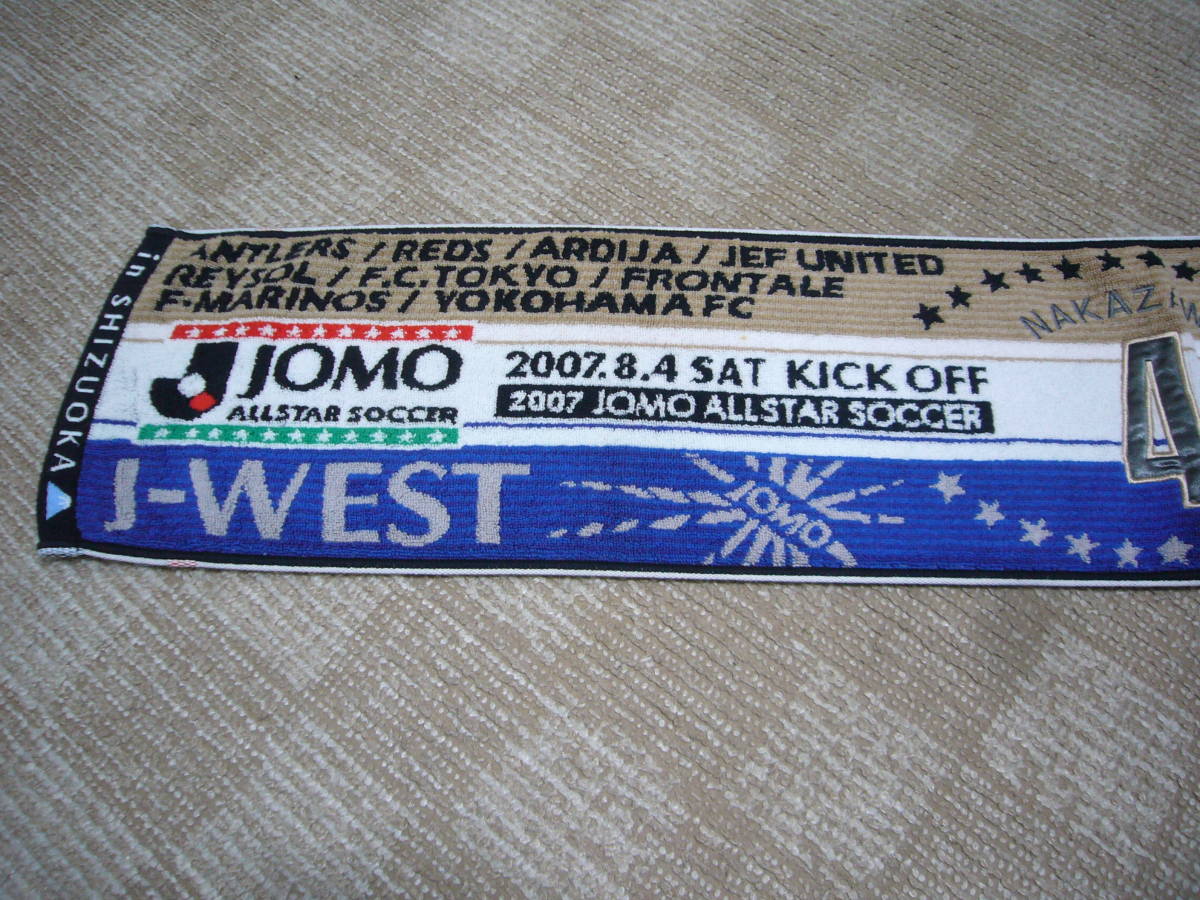 in SHIZUOKA
ANTLERS / REDS / ARDIJA / JEF UNITED
REYSOL / F.C.TOKYO / FRONTALE
F·MARINOS / YOKOHAMA FC
JOMO
ALLSTAR SOCCER
2007.8.4 SAT KICK OFF
2007 JOMO ALLSTAR SOCCER
J-WEST
JOMO
4